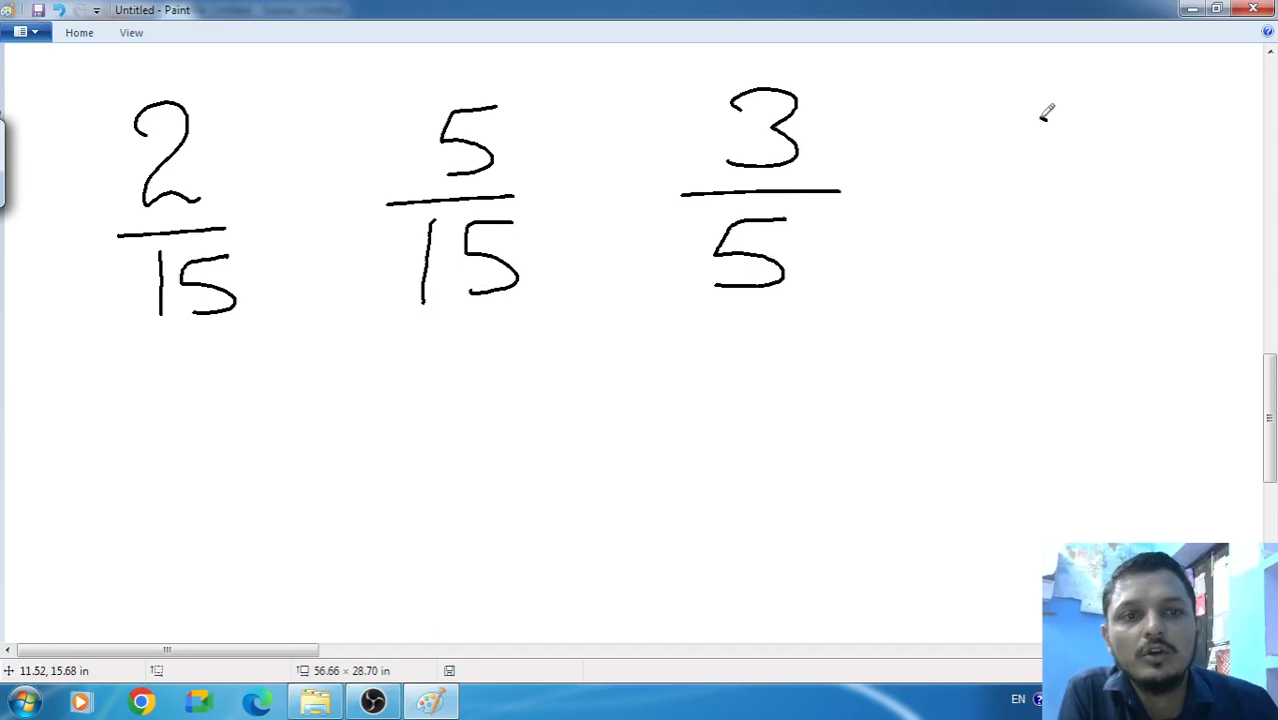 Untitled - Paint
Home View
2/15 5/15 3/5
11.52, 15.68 in 56.66 × 28.70 in
EN